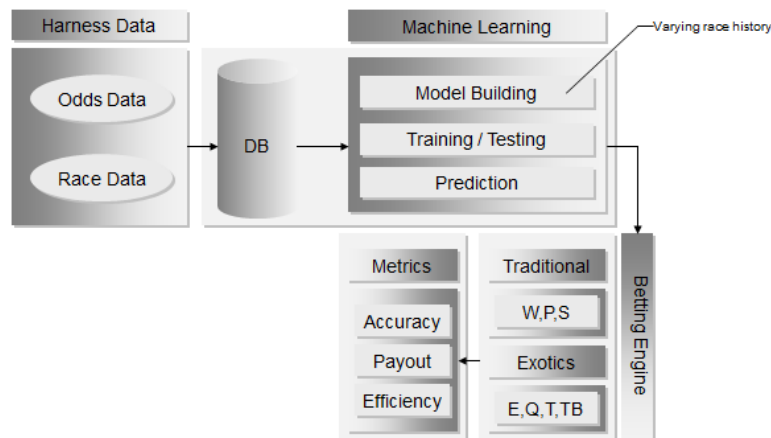 Harness Data
Machine Learning
Varying race history
Odds Data
Race Data
DB
Model Building
Training / Testing
Prediction
Metrics
Accuracy
Payout
Efficiency
Traditional
W,P,S
Exotics
E,Q,T,TB
Betting Engine